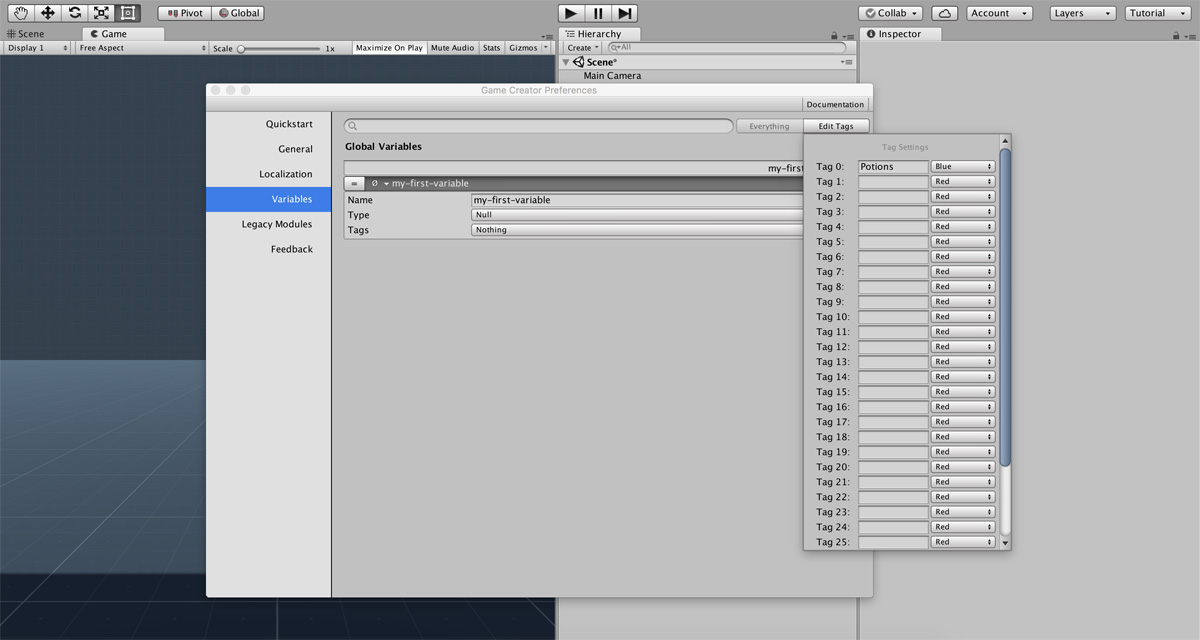 Pivot Global Collab Account Layers Tutorial
Scene Game Hierarchy Inspector
Display 1 Free Aspect Scale 1x Maximize On Play Mute Audio Stats Gizmos Create All
Scene*
Main Camera
Game Creator Preferences
Documentation
Quickstart
General
Localization
Variables
Legacy Modules
Feedback
Everything Edit Tags
Global Variables
my-first
= Ø my-first-variable
Name my-first-variable
Type Null
Tags Nothing
Tag Settings
Tag 0: Potions Blue
Tag 1: Red
Tag 2: Red
Tag 3: Red
Tag 4: Red
Tag 5: Red
Tag 6: Red
Tag 7: Red
Tag 8: Red
Tag 9: Red
Tag 10: Red
Tag 11: Red
Tag 12: Red
Tag 13: Red
Tag 14: Red
Tag 15: Red
Tag 16: Red
Tag 17: Red
Tag 18: Red
Tag 19: Red
Tag 20: Red
Tag 21: Red
Tag 22: Red
Tag 23: Red
Tag 24: Red
Tag 25: Red